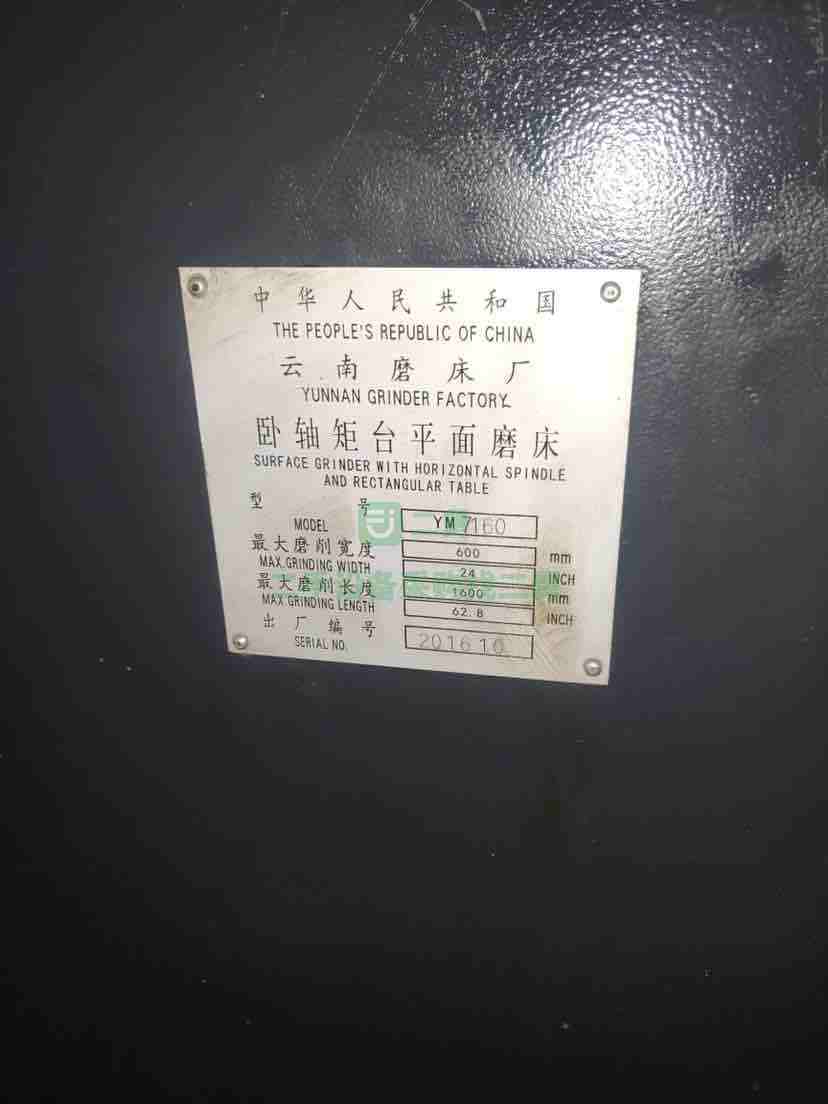 中华人民共和国
THE PEOPLE'S REPUBLIC OF CHINA
云南磨床厂
YUNNAN GRINDER FACTORY
卧轴矩台平面磨床
SURFACE GRINDER WITH HORIZONTAL SPINDLE
AND RECTANGULAR TABLE
型号
MODEL YM 7160
最大磨削宽度 600 mm
MAX.GRINDING WIDTH 24 INCH
最大磨削长度 1600 mm
MAX GRINDING LENGTH 62.8 INCH
出厂编号
SERIAL NO. 201610